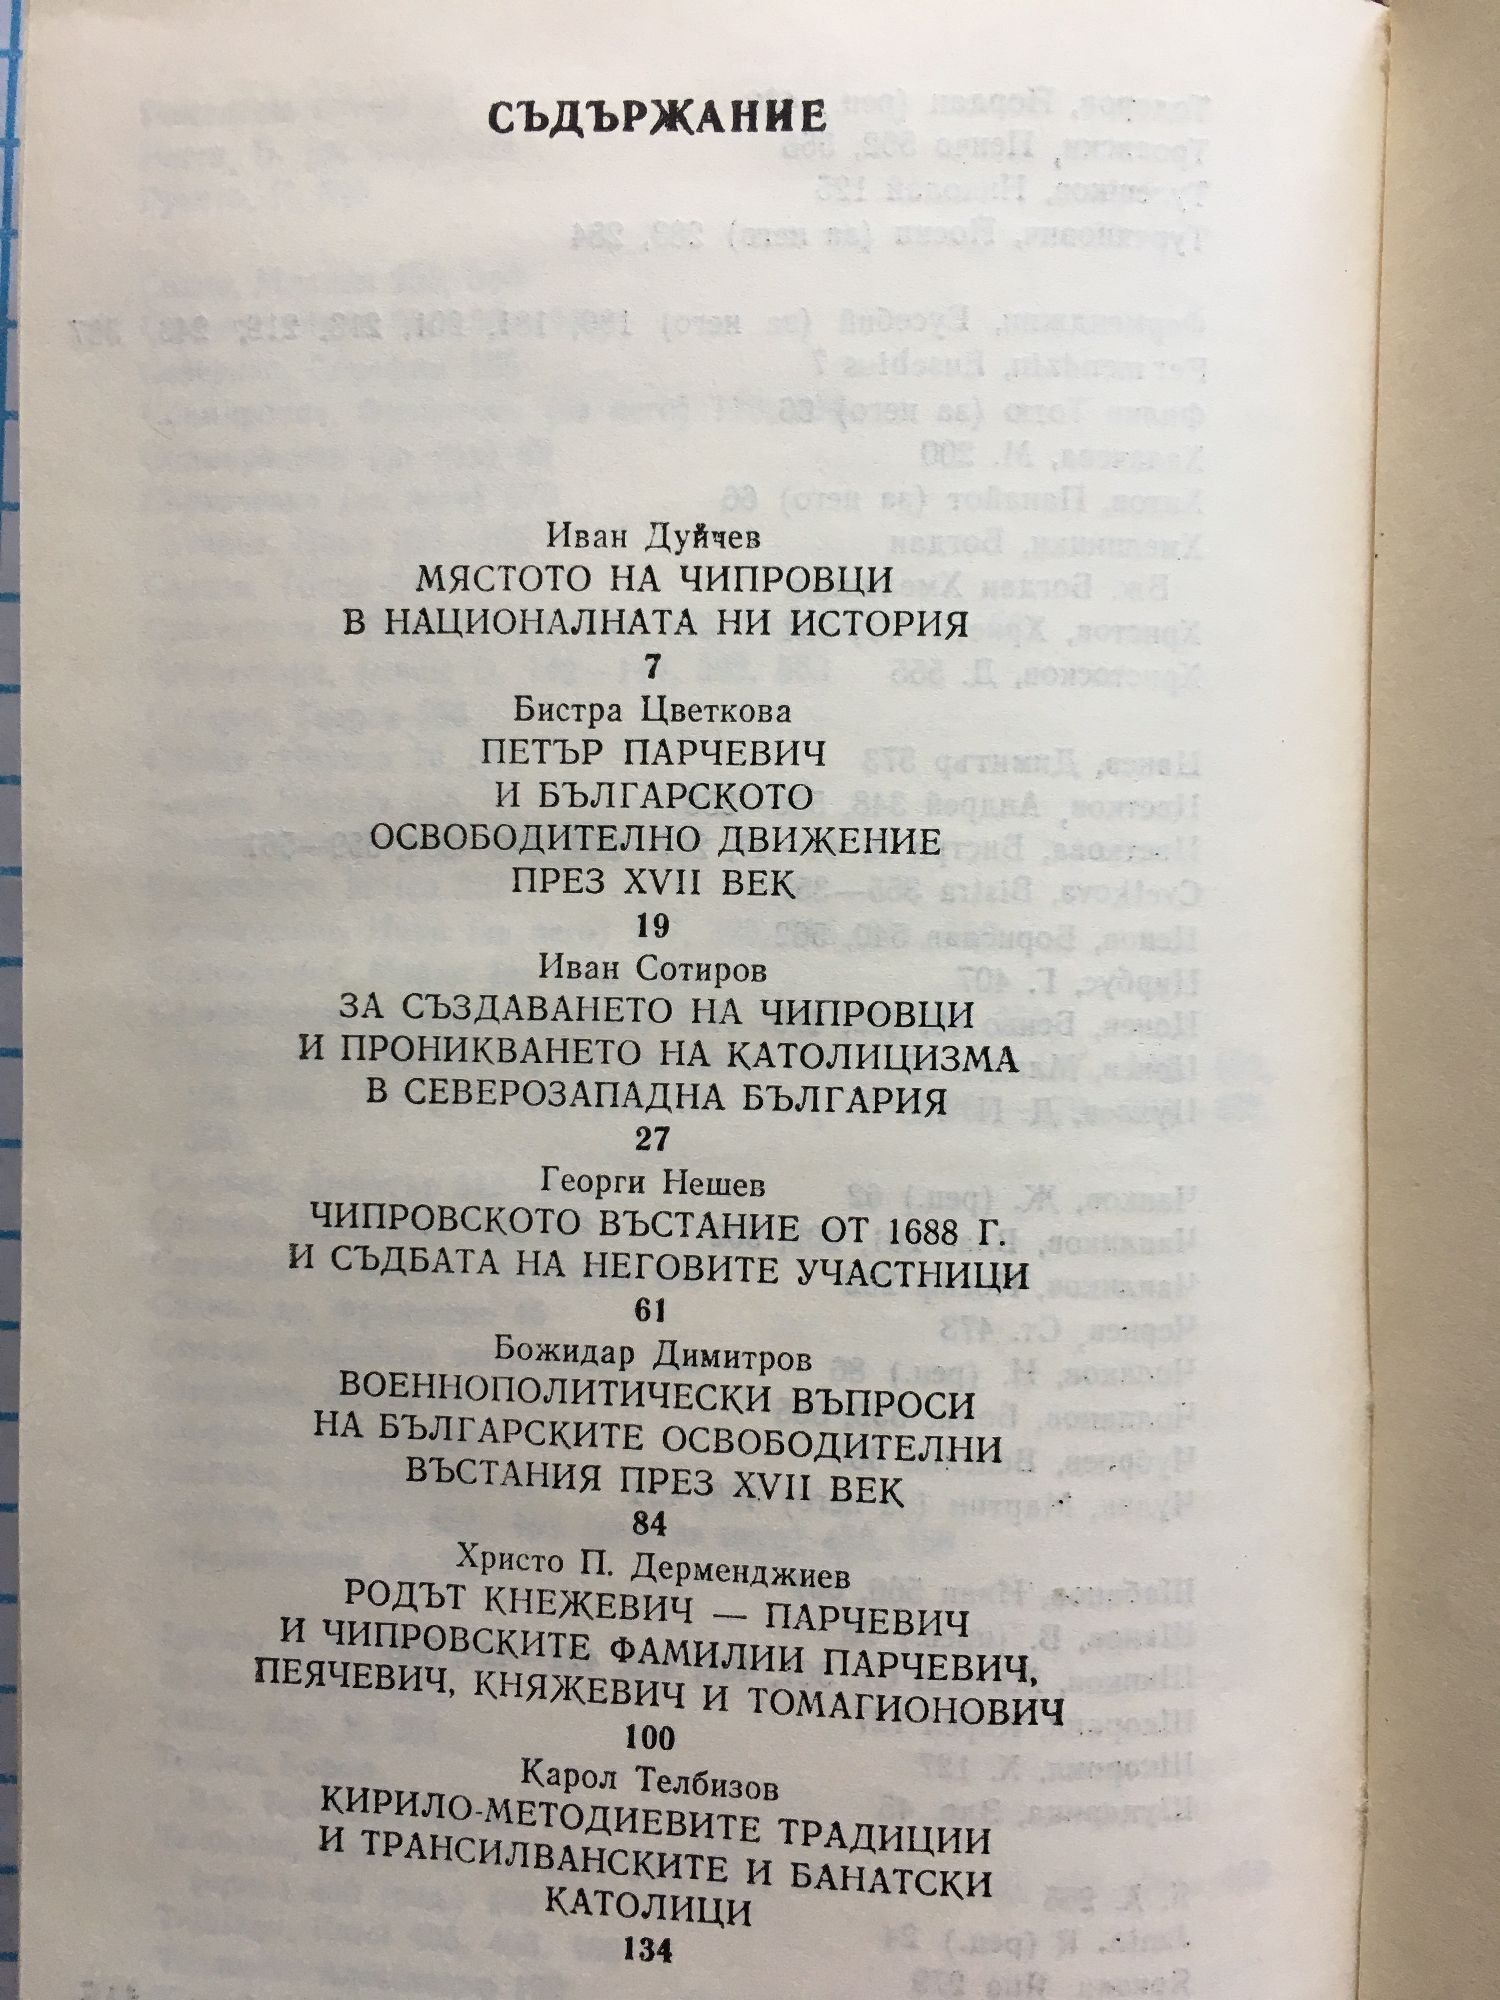 СЪДЪРЖАНИЕ
Иван Дуйчев
МЯСТОТО НА ЧИПРОВЦИ
В НАЦИОНАЛНАТА НИ ИСТОРИЯ
7
Бистра Цветкова
ПЕТЪР ПАРЧЕВИЧ
И БЪЛГАРСКОТО
ОСВОБОДИТЕЛНО ДВИЖЕНИЕ
ПРЕЗ XVII ВЕК
19
Иван Сотиров
ЗА СЪЗДАВАНЕТО НА ЧИПРОВЦИ
И ПРОНИКВАНЕТО НА КАТОЛИЦИЗМА
В СЕВЕРОЗАПАДНА БЪЛГАРИЯ
27
Георги Нешев
ЧИПРОВСКОТО ВЪСТАНИЕ ОТ 1688 Г.
И СЪДБАТА НА НЕГОВИТЕ УЧАСТНИЦИ
61
Божидар Димитров
ВОЕННОПОЛИТИЧЕСКИ ВЪПРОСИ
НА БЪЛГАРСКИТЕ ОСВОБОДИТЕЛНИ
ВЪСТАНИЯ ПРЕЗ XVII ВЕК
84
Христо П. Дерменджиев
РОДЪТ КНЕЖЕВИЧ — ПАРЧЕВИЧ
И ЧИПРОВСКИТЕ ФАМИЛИИ ПАРЧЕВИЧ,
ПЕЯЧЕВИЧ, КНЯЖЕВИЧ И ТОМАГИОНОВИЧ
100
Карол Телбизов
КИРИЛО-МЕТОДИЕВИТЕ ТРАДИЦИИ
И ТРАНСИЛВАНСКИТЕ И БАНАТСКИ
КАТОЛИЦИ
134